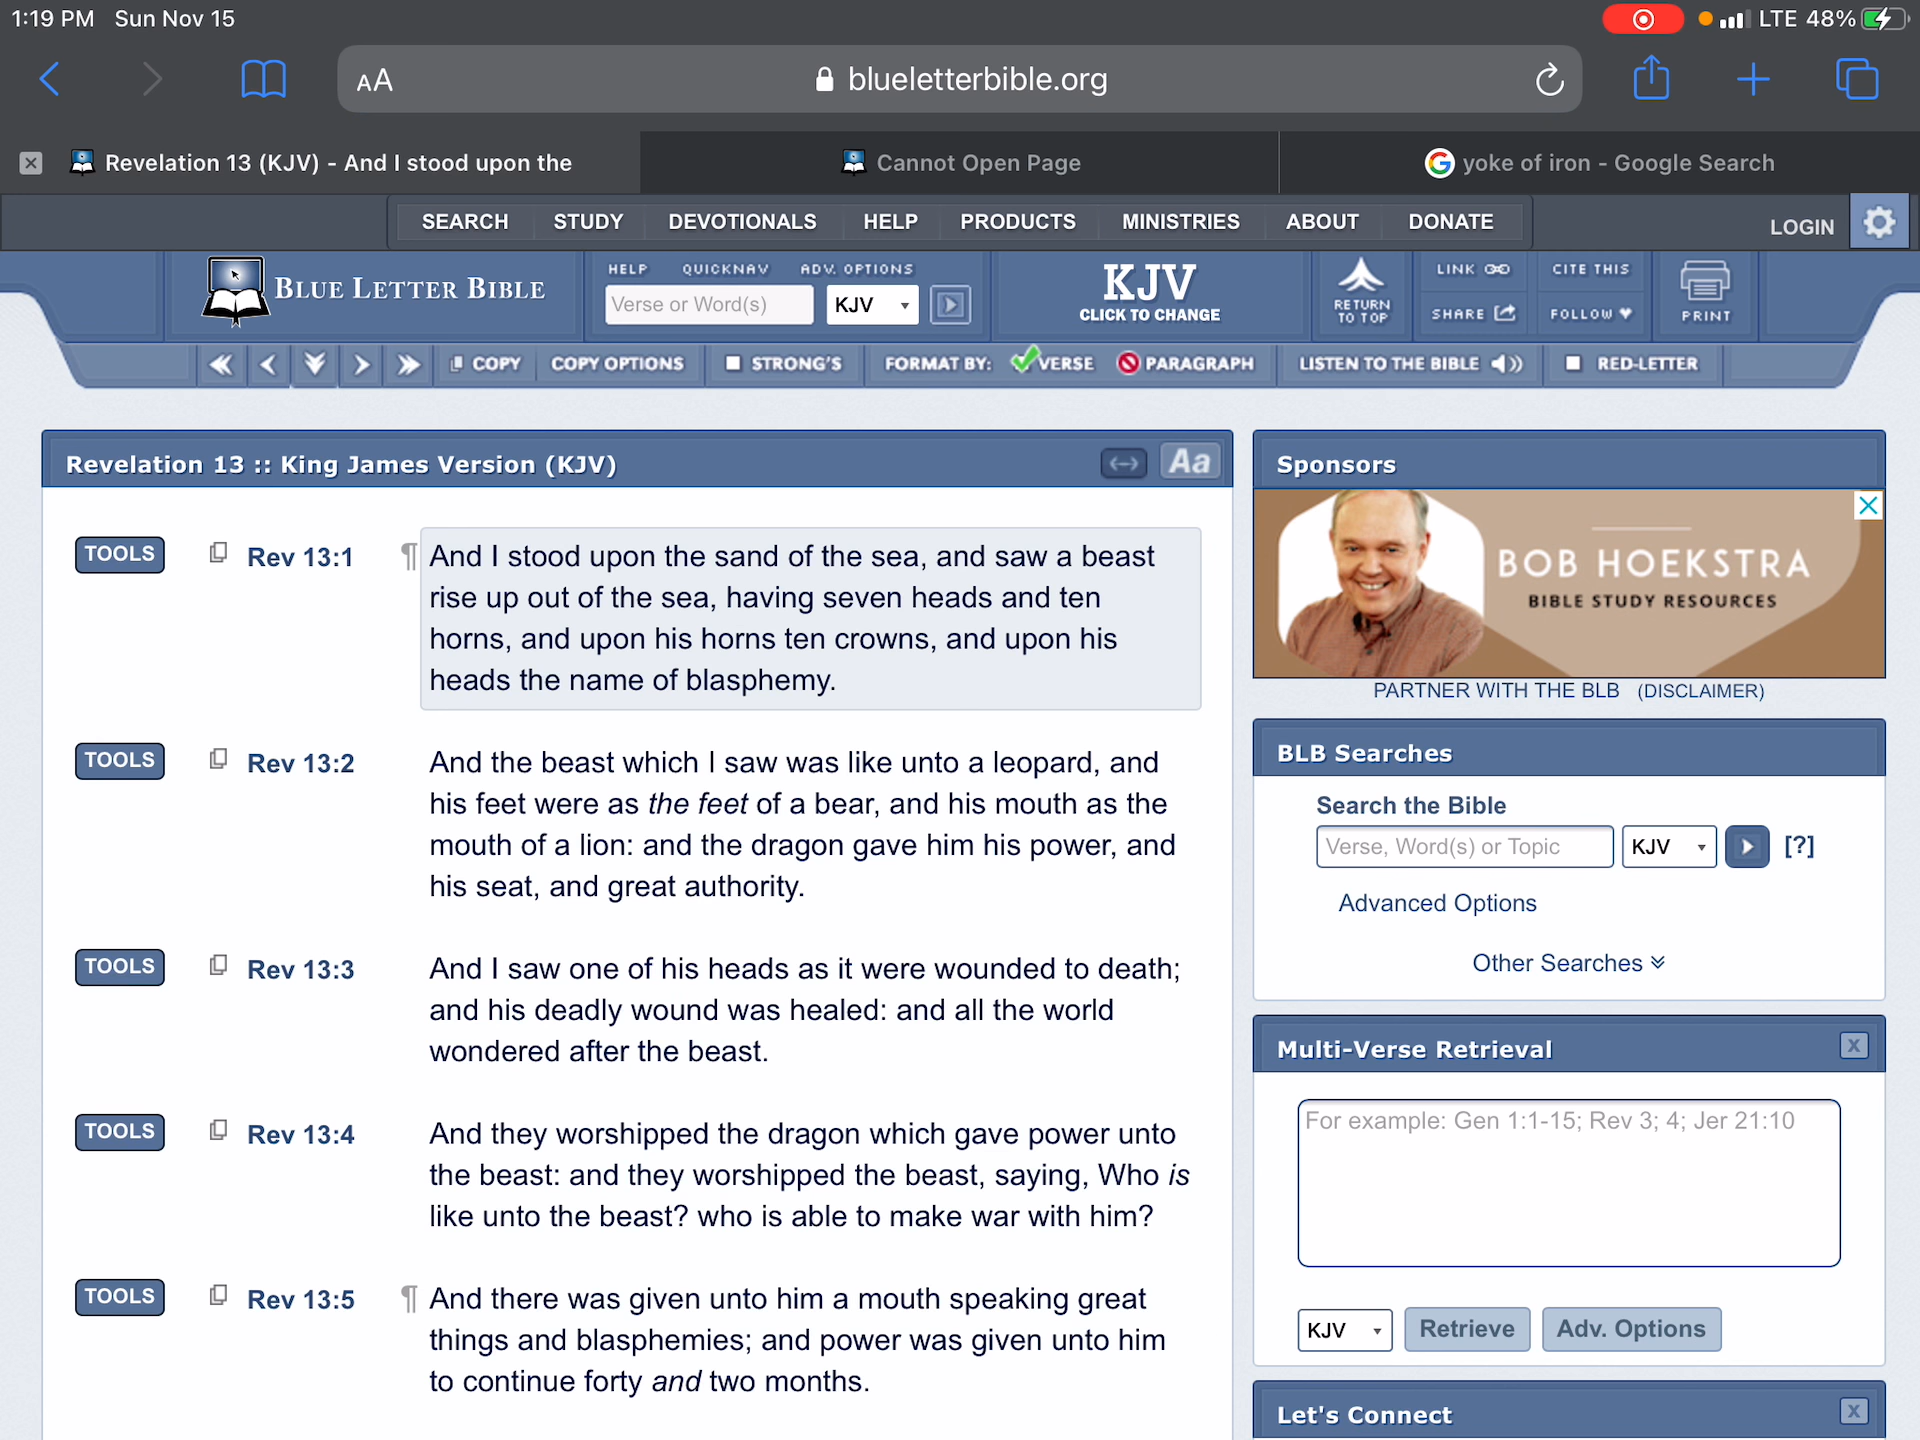 1:19 PM Sun Nov 15
LTE 48%
AA
blueletterbible.org
Revelation 13 (KJV) - And I stood upon the
Cannot Open Page
yoke of iron - Google Search
SEARCH STUDY DEVOTIONALS HELP PRODUCTS MINISTRIES ABOUT DONATE
LOGIN
BLUE LETTER BIBLE
HELP QUICKNAV ADV. OPTIONS
Verse or Word(s)
KJV
KJV
CLICK TO CHANGE
RETURN
TO TOP
LINK
CITE THIS
SHARE
FOLLOW
PRINT
COPY
COPY OPTIONS
STRONG'S
FORMAT BY: VERSE PARAGRAPH
LISTEN TO THE BIBLE
RED-LETTER
Revelation 13 :: King James Version (KJV)
Aa
TOOLS
Rev 13:1
¶ And I stood upon the sand of the sea, and saw a beast
rise up out of the sea, having seven heads and ten
horns, and upon his horns ten crowns, and upon his
heads the name of blasphemy.
TOOLS
Rev 13:2
And the beast which I saw was like unto a leopard, and
his feet were as the feet of a bear, and his mouth as the
mouth of a lion: and the dragon gave him his power, and
his seat, and great authority.
TOOLS
Rev 13:3
And I saw one of his heads as it were wounded to death;
and his deadly wound was healed: and all the world
wondered after the beast.
TOOLS
Rev 13:4
And they worshipped the dragon which gave power unto
the beast: and they worshipped the beast, saying, Who is
like unto the beast? who is able to make war with him?
TOOLS
Rev 13:5
¶ And there was given unto him a mouth speaking great
things and blasphemies; and power was given unto him
to continue forty and two months.
Sponsors
BOB HOEKSTRA
BIBLE STUDY RESOURCES
PARTNER WITH THE BLB (DISCLAIMER)
BLB Searches
Search the Bible
Verse, Word(s) or Topic
KJV
[?]
Advanced Options
Other Searches
Multi-Verse Retrieval
X
For example: Gen 1:1-15; Rev 3; 4; Jer 21:10
KJV
Retrieve
Adv. Options
Let's Connect
X